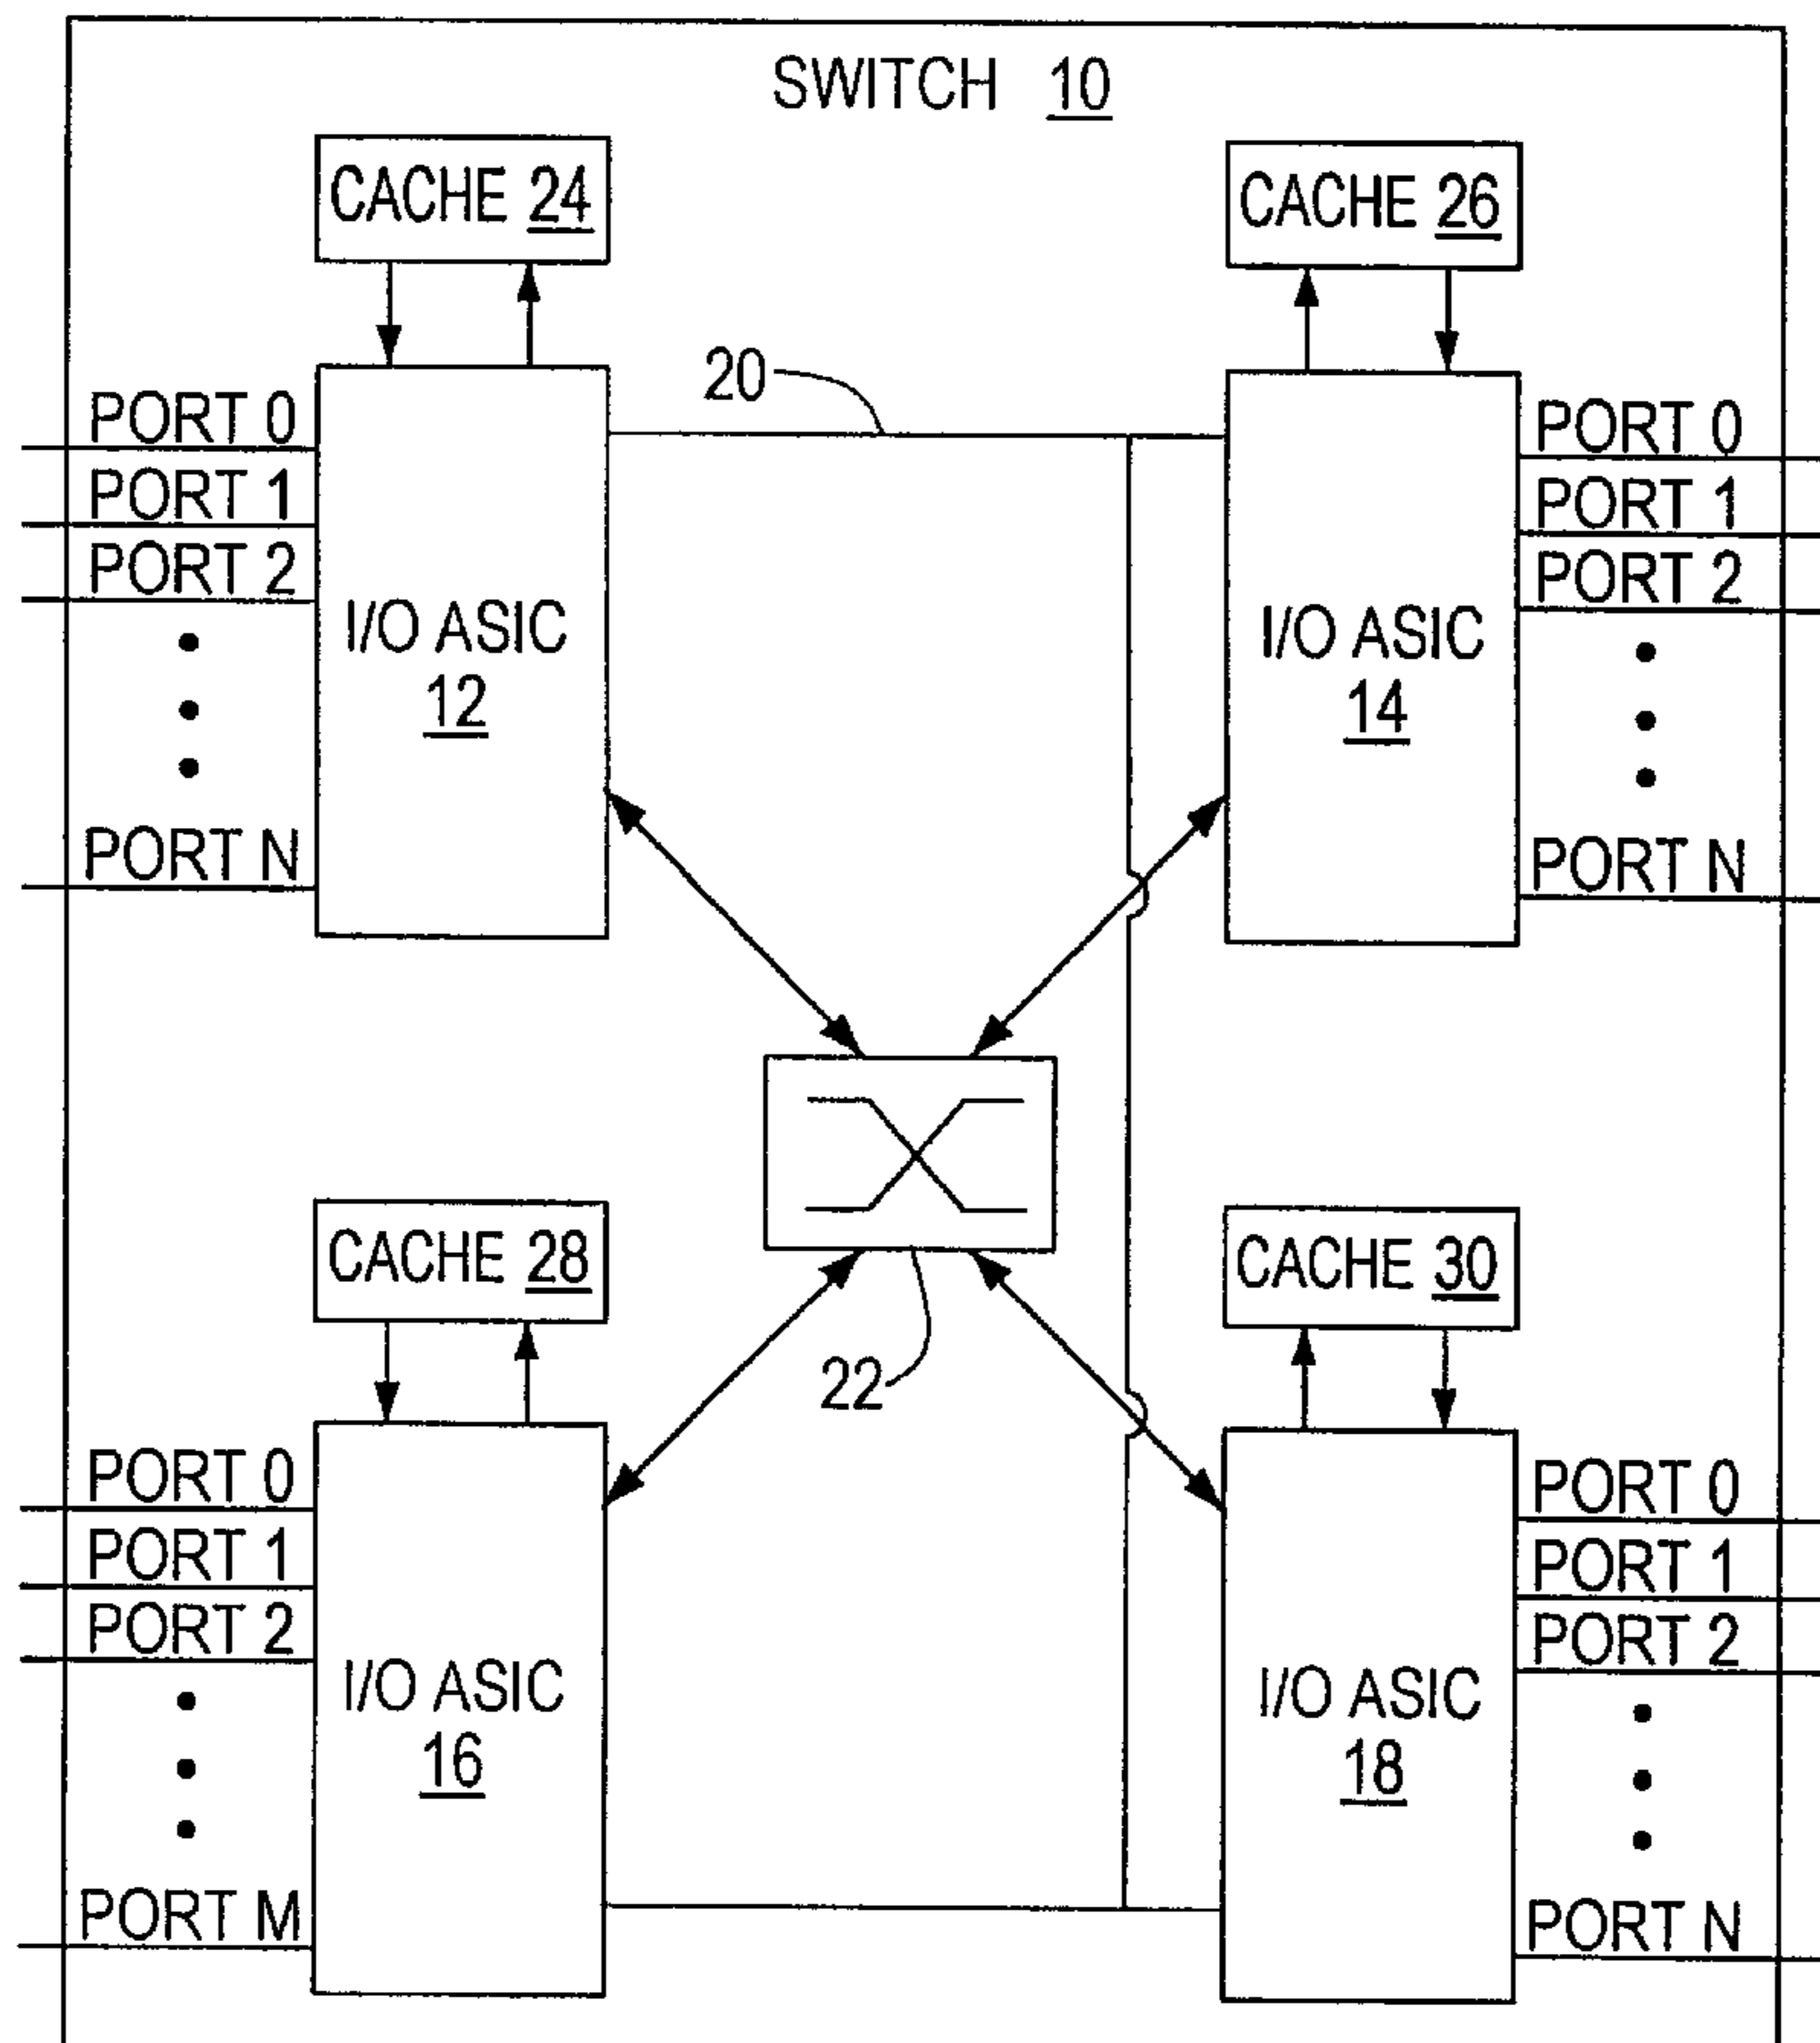 SWITCH 10
CACHE 24
CACHE 26
20
PORT 0
PORT 1
PORT 2
PORT N
I/O ASIC
12
I/O ASIC
14
PORT 0
PORT 1
PORT 2
PORT N
22
CACHE 28
CACHE 30
PORT 0
PORT 1
PORT 2
PORT M
I/O ASIC
16
I/O ASIC
18
PORT 0
PORT 1
PORT 2
PORT N